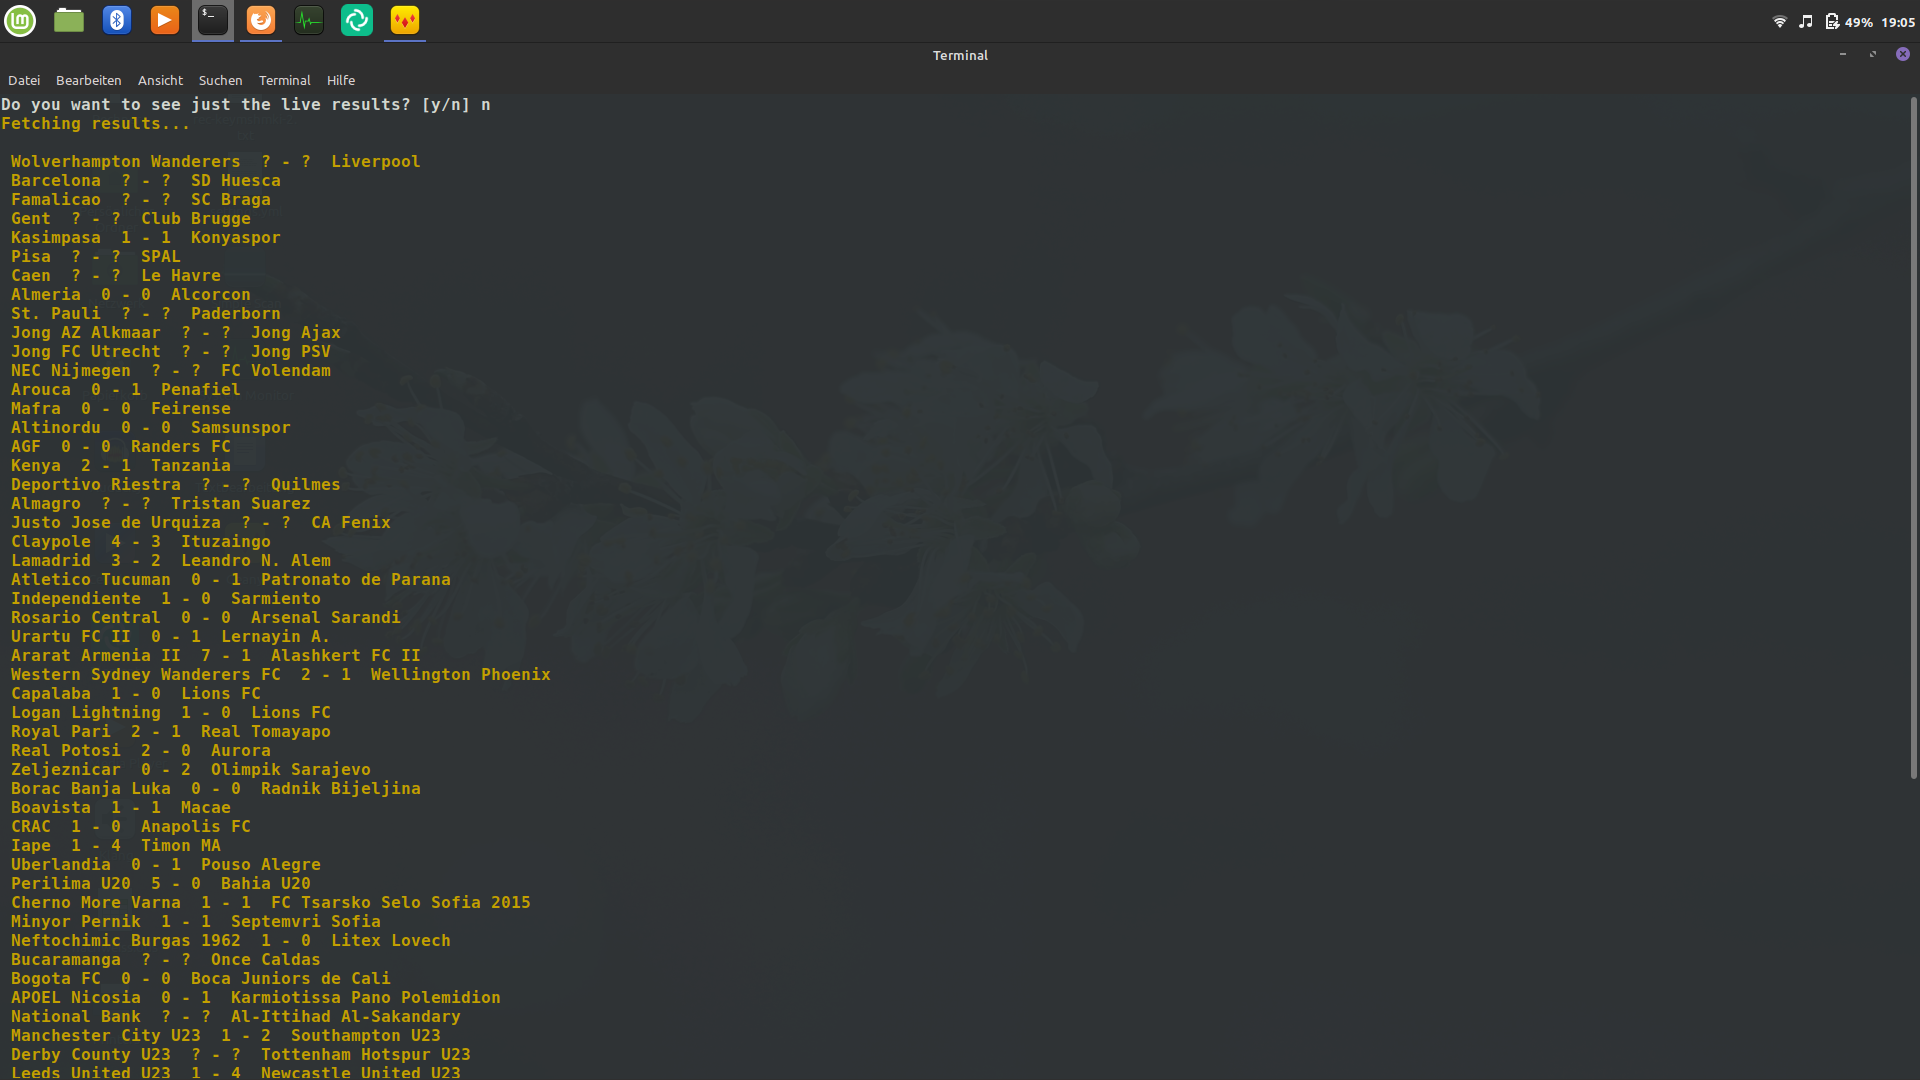 49% 19:05
Terminal
Datei Bearbeiten Ansicht Suchen Terminal Hilfe
Do you want to see just the live results? [y/n] n
Fetching results...
Wolverhampton Wanderers ? - ? Liverpool
Barcelona ? - ? SD Huesca
Famalicao ? - ? SC Braga
Gent ? - ? Club Brugge
Kasimpasa 1 - 1 Konyaspor
Pisa ? - ? SPAL
Caen ? - ? Le Havre
Almeria 0 - 0 Alcorcon
St. Pauli ? - ? Paderborn
Jong AZ Alkmaar ? - ? Jong Ajax
Jong FC Utrecht ? - ? Jong PSV
NEC Nijmegen ? - ? FC Volendam
Arouca 0 - 1 Penafiel
Mafra 0 - 0 Feirense
Altinordu 0 - 0 Samsunspor
AGF 0 - 0 Randers FC
Kenya 2 - 1 Tanzania
Deportivo Riestra ? - ? Quilmes
Almagro ? - ? Tristan Suarez
Justo Jose de Urquiza ? - ? CA Fenix
Claypole 4 - 3 Ituzaingo
Lamadrid 3 - 2 Leandro N. Alem
Atletico Tucuman 0 - 1 Patronato de Parana
Independiente 1 - 0 Sarmiento
Rosario Central 0 - 0 Arsenal Sarandi
Urartu FC II 0 - 1 Lernayin A.
Ararat Armenia II 7 - 1 Alashkert FC II
Western Sydney Wanderers FC 2 - 1 Wellington Phoenix
Capalaba 1 - 0 Lions FC
Logan Lightning 1 - 0 Lions FC
Royal Pari 2 - 1 Real Tomayapo
Real Potosi 2 - 0 Aurora
Zeljeznicar 0 - 2 Olimpik Sarajevo
Borac Banja Luka 0 - 0 Radnik Bijeljina
Boavista 1 - 1 Macae
CRAC 1 - 0 Anapolis FC
Iape 1 - 4 Timon MA
Uberlandia 0 - 1 Pouso Alegre
Perilima U20 5 - 0 Bahia U20
Cherno More Varna 1 - 1 FC Tsarsko Selo Sofia 2015
Minyor Pernik 1 - 1 Septemvri Sofia
Neftochimic Burgas 1962 1 - 0 Litex Lovech
Bucaramanga ? - ? Once Caldas
Bogota FC 0 - 0 Boca Juniors de Cali
APOEL Nicosia 0 - 1 Karmiotissa Pano Polemidion
National Bank ? - ? Al-Ittihad Al-Sakandary
Manchester City U23 1 - 2 Southampton U23
Derby County U23 ? - ? Tottenham Hotspur U23
Leeds United U23 1 - 4 Newcastle United U23